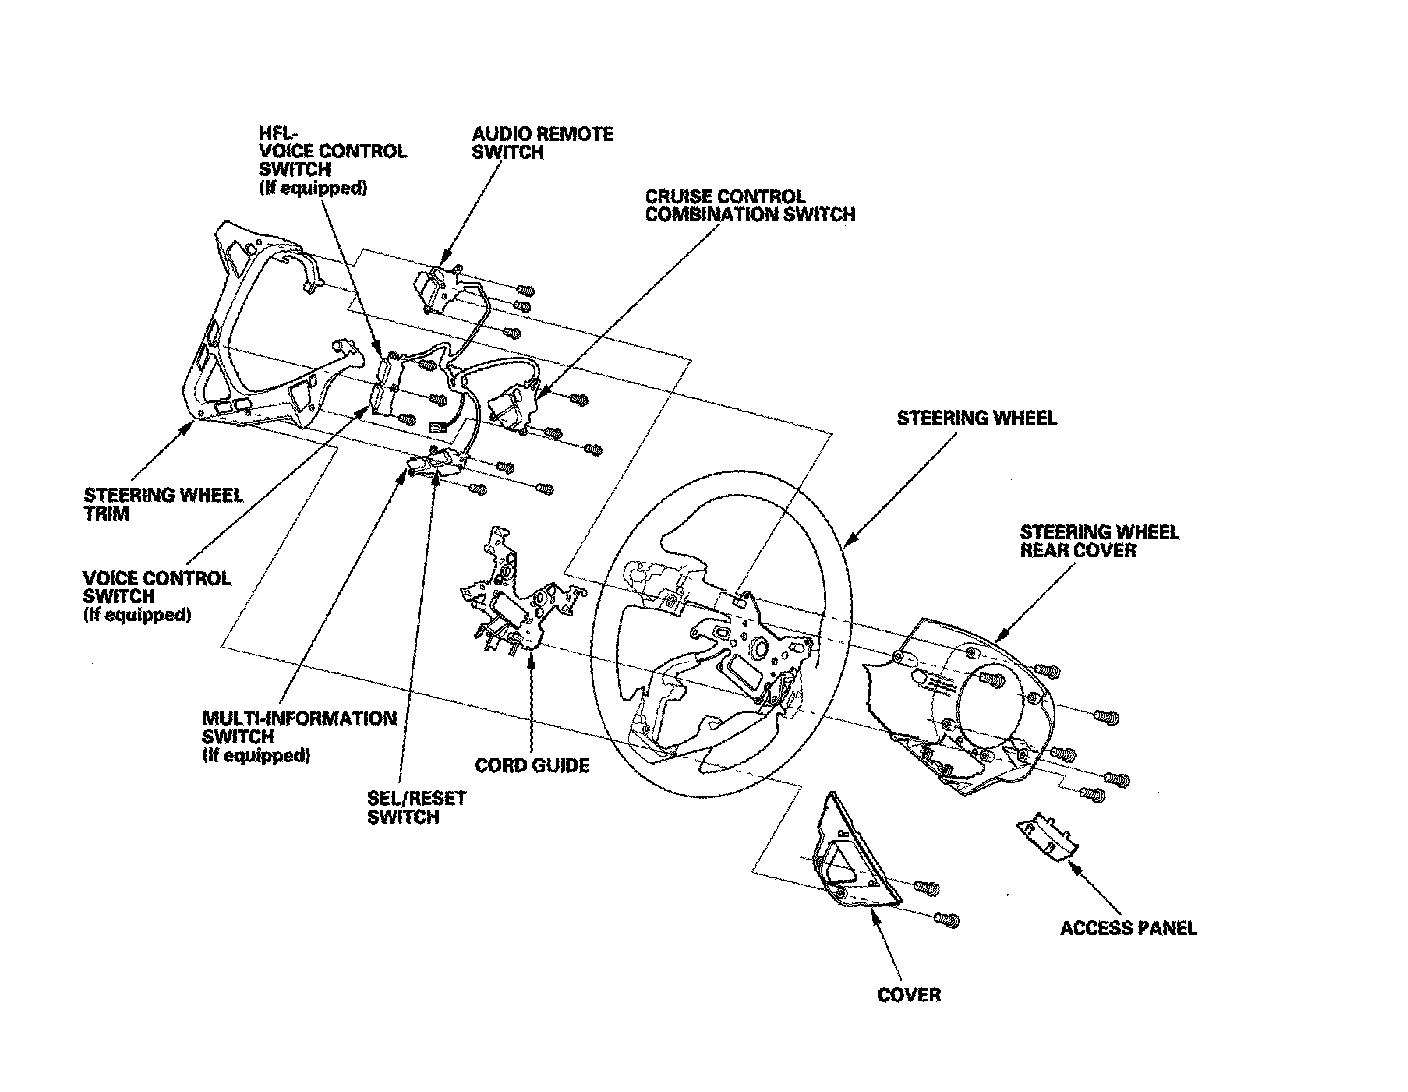 HFL-
VOICE CONTROL
SWITCH
(If equipped)
AUDIO REMOTE
SWITCH
CRUISE CONTROL
COMBINATION SWITCH
STEERING WHEEL
STEERING WHEEL
REAR COVER
STEERING WHEEL
TRIM
VOICE CONTROL
SWITCH
(If equipped)
MULTI-INFORMATION
SWITCH
(If equipped)
CORD GUIDE
SEL/RESET
SWITCH
ACCESS PANEL
COVER